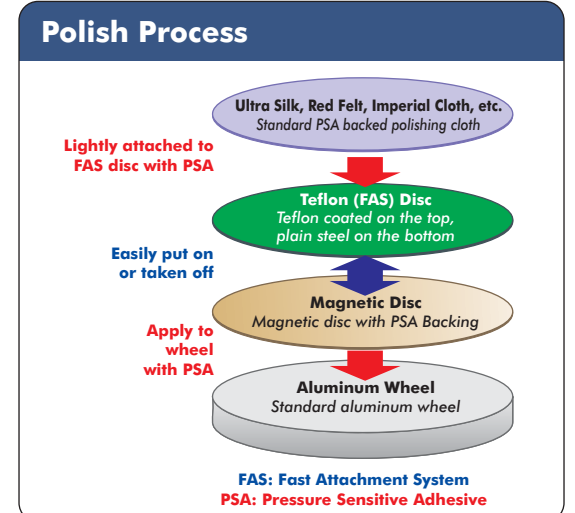 Polish Process
Ultra Silk, Red Felt, Imperial Cloth, etc.
Standard PSA backed polishing cloth
Lightly attached to
FAS disc with PSA
Teflon (FAS) Disc
Teflon coated on the top,
plain steel on the bottom
Easily put on
or taken off
Magnetic Disc
Magnetic disc with PSA Backing
Apply to
wheel
with PSA
Aluminum Wheel
Standard aluminum wheel
FAS: Fast Attachment System
PSA: Pressure Sensitive Adhesive